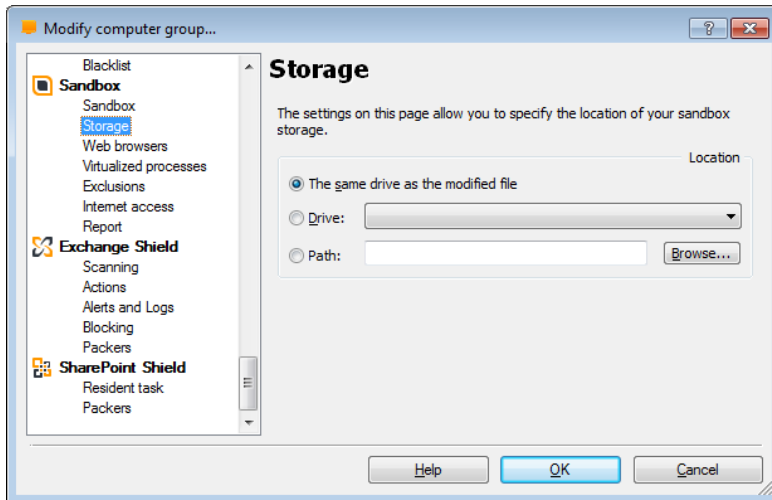 Modify computer group...
Blacklist
Sandbox
Sandbox
Storage
Web browsers
Virtualized processes
Exclusions
Internet access
Report
Exchange Shield
Scanning
Actions
Alerts and Logs
Blocking
Packers
SharePoint Shield
Resident task
Packers
Storage
The settings on this page allow you to specify the location of your sandbox
storage.
Location
The same drive as the modified file
Drive:
Path:
Browse...
Help
OK
Cancel